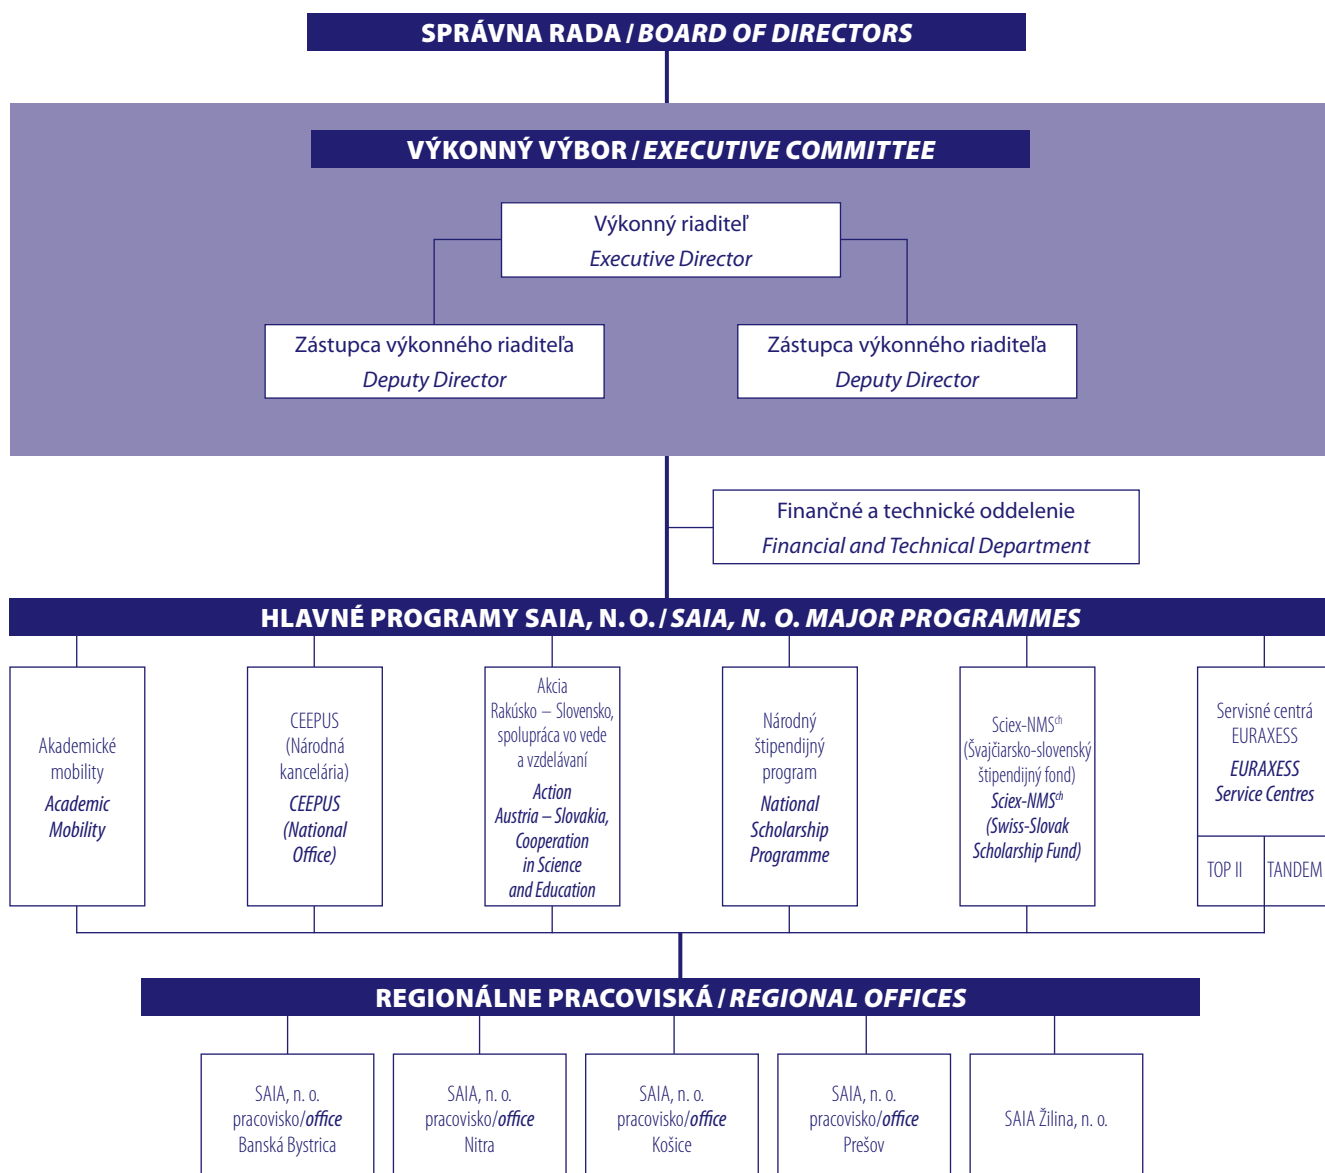 SPRÁVNA RADA / BOARD OF DIRECTORS
VÝKONNÝ VÝBOR / EXECUTIVE COMMITTEE
Výkonný riaditeľ
Executive Director
Zástupca výkonného riaditeľa
Deputy Director
Zástupca výkonného riaditeľa
Deputy Director
Finančné a technické oddelenie
Financial and Technical Department
HLAVNÉ PROGRAMY SAIA, N. O. / SAIA, N. O. MAJOR PROGRAMMES
Akademické
mobility
Academic
Mobility
CEEPUS
(Národná
kancelária)
CEEPUS
(National
Office)
Akcia
Rakúsko – Slovensko,
spolupráca vo vede
a vzdelávaní
Action
Austria – Slovakia,
Cooperation
in Science
and Education
Národný
štipendijný
program
National
Scholarship
Programme
Sciex-NMSch
(Švajčiarsko-slovenský
štipendijný fond)
Sciex-NMSch
(Swiss-Slovak
Scholarship Fund)
Servisné centrá
EURAXESS
EURAXESS
Service Centres
TOP II
TANDEM
REGIONÁLNE PRACOVISKÁ / REGIONAL OFFICES
SAIA, n. o.
pracovisko/office
Banská Bystrica
SAIA, n. o.
pracovisko/office
Nitra
SAIA, n. o.
pracovisko/office
Košice
SAIA, n. o.
pracovisko/office
Prešov
SAIA Žilina, n. o.